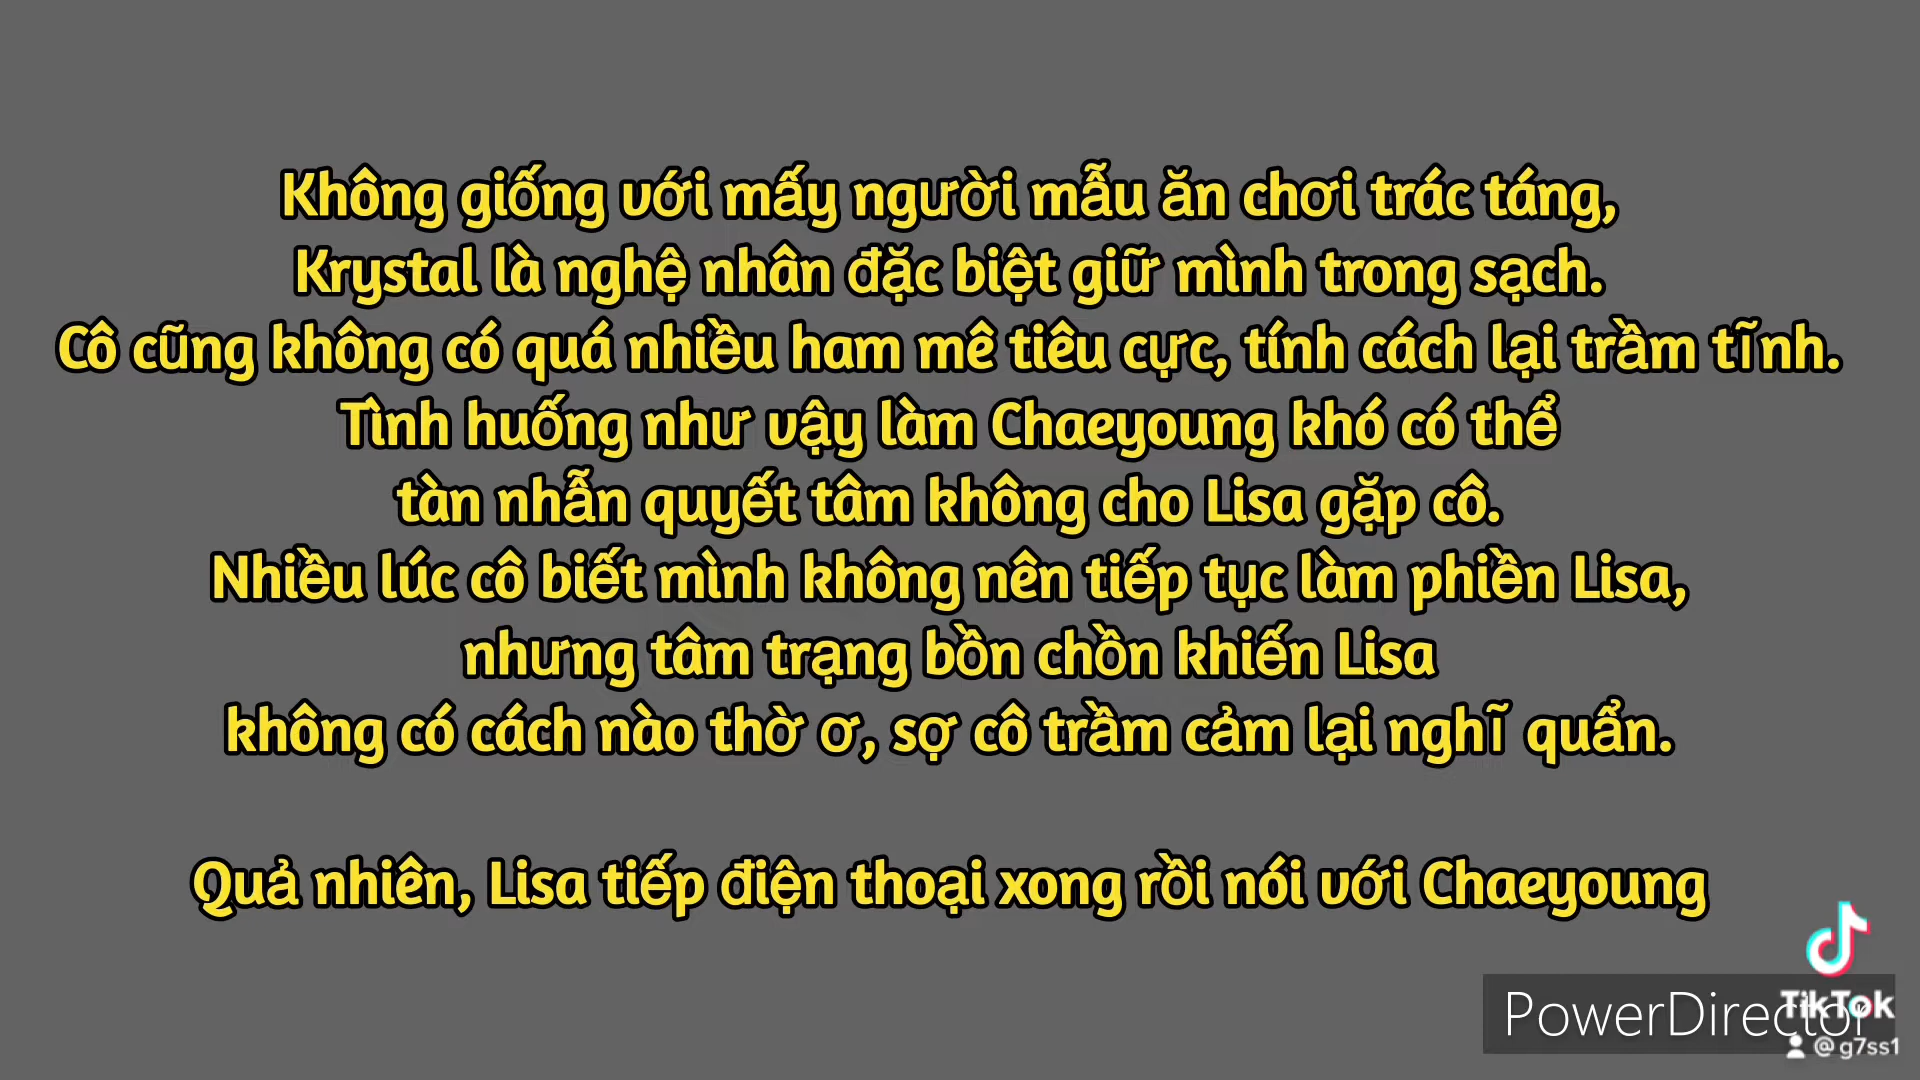 Không giống với mấy người mẫu ăn chơi trác táng,
Krystal là nghệ nhân đặc biệt giữ mình trong sạch.
Cô cũng không có quá nhiều ham mê tiêu cực, tính cách lại trầm tĩnh.
Tình huống như vậy làm Chaeyoung khó có thể
tàn nhẫn quyết tâm không cho Lisa gặp cô.
Nhiều lúc cô biết mình không nên tiếp tục làm phiền Lisa,
nhưng tâm trạng bồn chồn khiến Lisa
không có cách nào thờ ơ, sợ cô trầm cảm lại nghĩ quẩn.
Quả nhiên, Lisa tiếp điện thoại xong rồi nói với Chaeyoung
PowerDirector
TikTok
@g7ss1